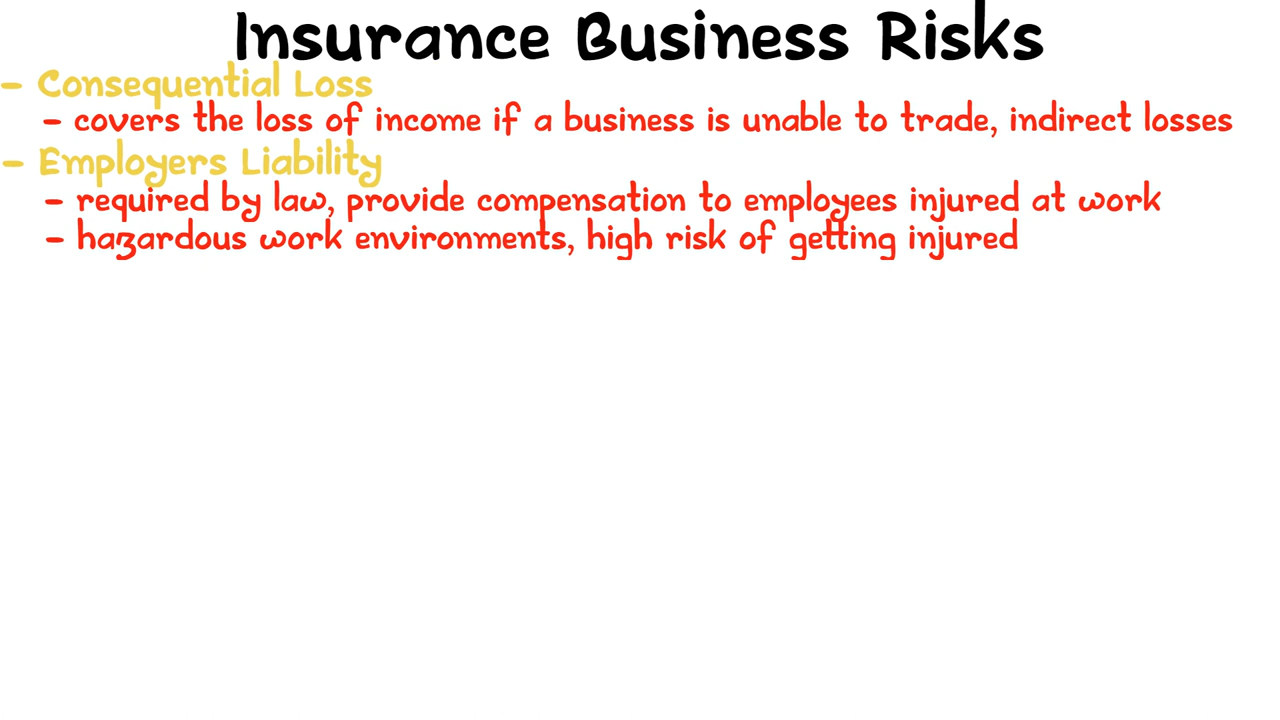 Insurance Business Risks
- Consequential Loss
- covers the loss of income if a business is unable to trade, indirect losses
- Employers Liability
- required by law, provide compensation to employees injured at work
- hazardous work environments, high risk of getting injured